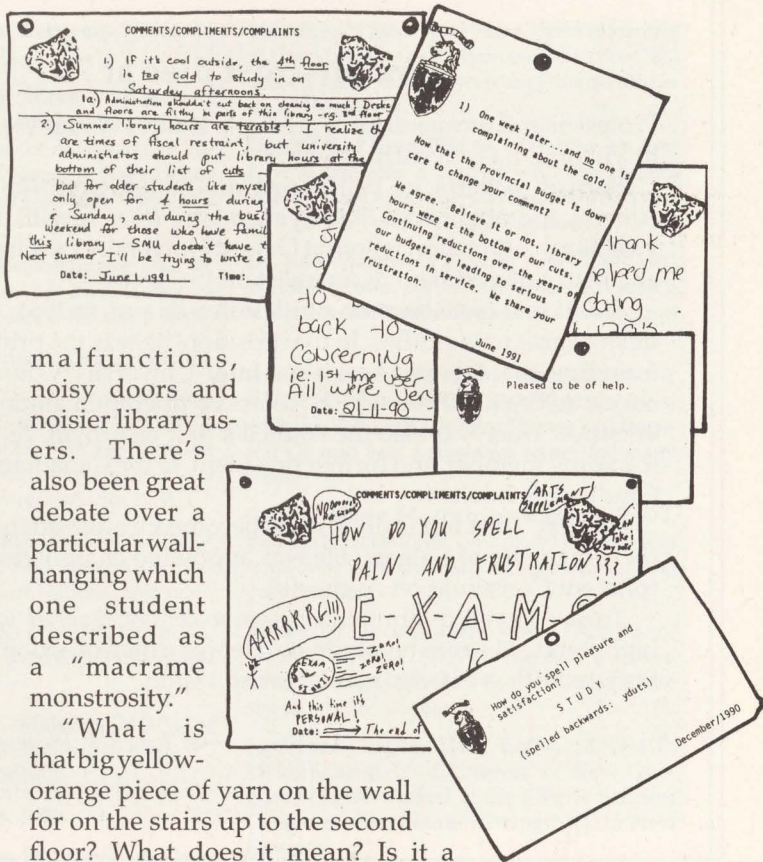 COMMENTS/COMPLIMENTS/COMPLAINTS
1.) If it's cool outside, the 4th floor
is too cold to study in on
Saturday afternoons.
1a.) Administration shouldn't cut back on cleaning so much! Desks
and floors are filthy in parts of this library - e.g. 3rd floor
2.) Summer library hours are terrible! I realize th
are times of fiscal restraint, but university
administrators should put library hours at the
bottom of their list of cuts —
bad for older students like mysel
only open for 4 hours during
& Sunday, and during the busi
weekend for those who have famil
this library — SMU doesn't have t
Next summer I'll be trying to write a
Date: June 1, 1991 Time:
1) One week later...and no one is
complaining about the cold.
Now that the Provincial Budget is down
care to change your comment?
We agree. Believe it or not, library
hours were at the bottom of our cuts.
Continuing reductions over the years on
our budgets are leading to serious
reductions in service. We share your
frustration.
June 1991
to
back to
Concerning
ie: 1st time user
All were ver
Date: 21-11-90
thank
helped me
dating
Pleased to be of help.
malfunctions,
noisy doors and
noisier library us-
ers. There's
also been great
debate over a
particular wall-
hanging which
one student
described as
a "macrame
monstrosity."
"What is
that big yellow-
orange piece of yarn on the wall
for on the stairs up to the second
floor? What does it mean? Is it a
COMMENTS/COMPLIMENTS/COMPLAINTS
(ARTS
HOW DO YOU SPELL
PAIN AND FRUSTRATION???
E-X-A-M-S
AARRRRRG!!!
EXAM
TIME IS
ZERO!
ZERO!
ZERO!
And this time it's
PERSONAL!
Date: The end of
How do you spell pleasure and
satisfaction?
S T U D Y
(spelled backwards: yduts)
December/1990